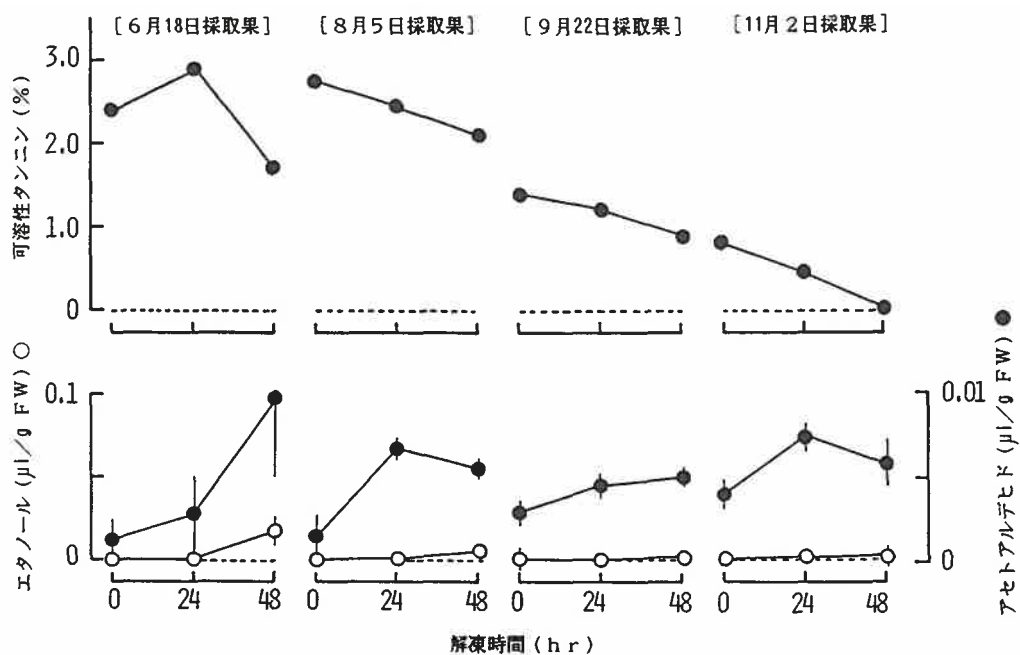 [6月18日採取果] [8月5日採取果] [9月22日採取果] [11月2日採取果]
可溶性タンニン(%)
3.0
2.0
1.0
0
エタノール(μl/g FW)○
0.1
0
アセトアルデヒド(μl/g FW)●
0.01
0
0 24 48 0 24 48 0 24 48 0 24 48
解凍時間(hr)